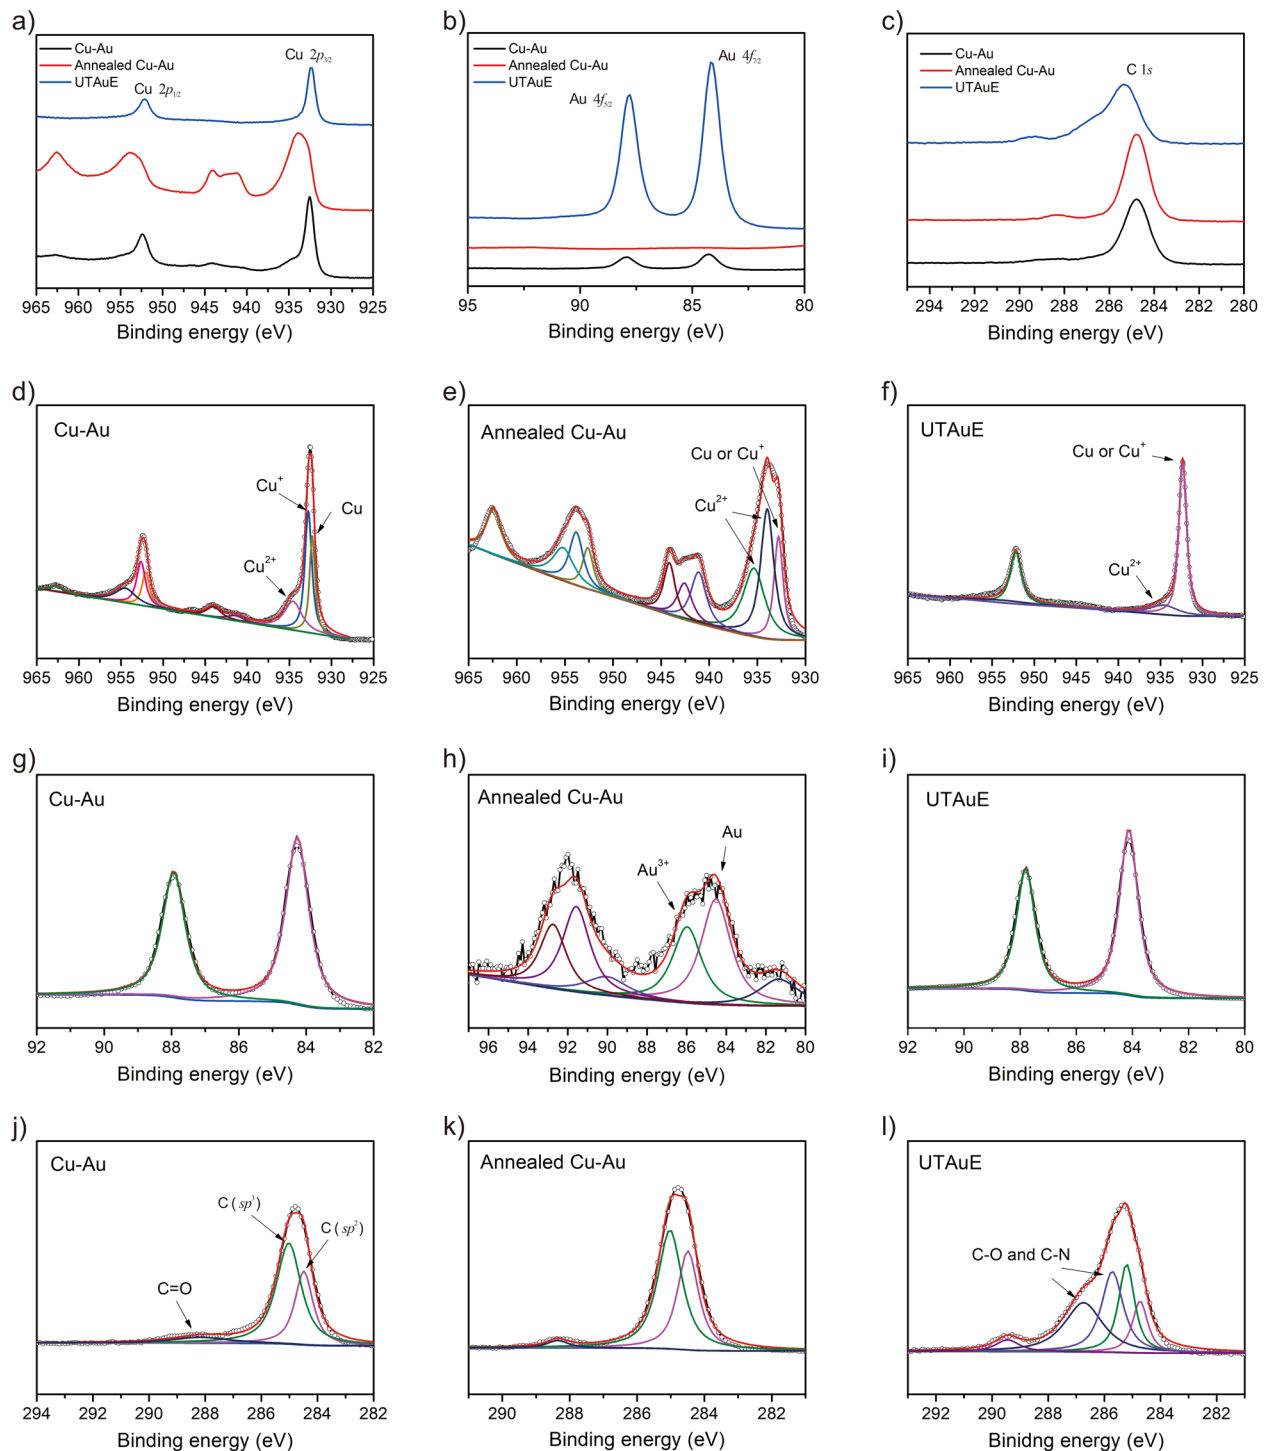 a)
Cu-Au
Annealed Cu-Au
UTAuE
Cu 2p3/2
Cu 2p1/2
965 960 955 950 945 940 935 930 925
Binding energy (eV)
b)
Cu-Au
Annealed Cu-Au
UTAuE
Au 4f7/2
Au 4f5/2
95 90 85 80
Binding energy (eV)
c)
Cu-Au
Annealed Cu-Au
UTAuE
C 1s
294 292 290 288 286 284 282 280
Binding energy (eV)
d)
Cu-Au
Cu+
Cu
Cu2+
965 960 955 950 945 940 935 930 925
Binding energy (eV)
e)
Annealed Cu-Au
Cu or Cu+
Cu2+
965 960 955 950 945 940 935 930
Binding energy (eV)
f)
UTAuE
Cu or Cu+
Cu2+
965 960 955 950 945 940 935 930 925
Binding energy (eV)
g)
Cu-Au
92 90 88 86 84 82
Binding energy (eV)
h)
Annealed Cu-Au
Au
Au3+
96 94 92 90 88 86 84 82 80
Binding energy (eV)
i)
UTAuE
92 90 88 86 84 82 80
Binding energy (eV)
j)
Cu-Au
C (sp3)
C (sp2)
C=O
294 292 290 288 286 284 282
Binding energy (eV)
k)
Annealed Cu-Au
290 288 286 284 282
Binding energy (eV)
l)
UTAuE
C-O and C-N
292 290 288 286 284 282
Bindidng energy (eV)